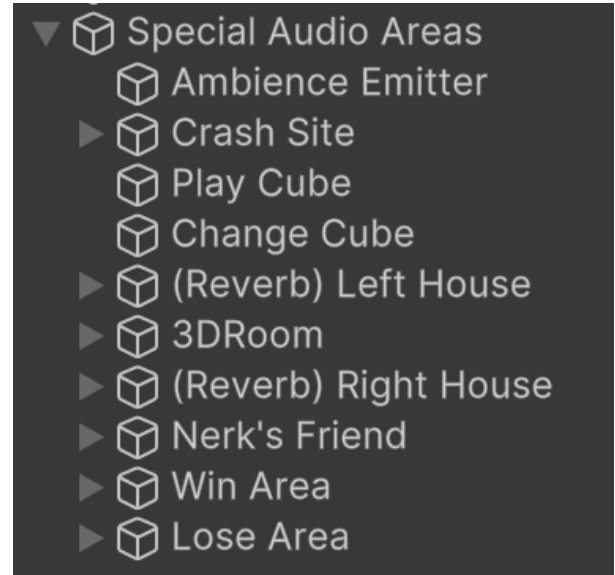 Special Audio Areas
Ambience Emitter
Crash Site
Play Cube
Change Cube
(Reverb) Left House
3DRoom
(Reverb) Right House
Nerk's Friend
Win Area
Lose Area